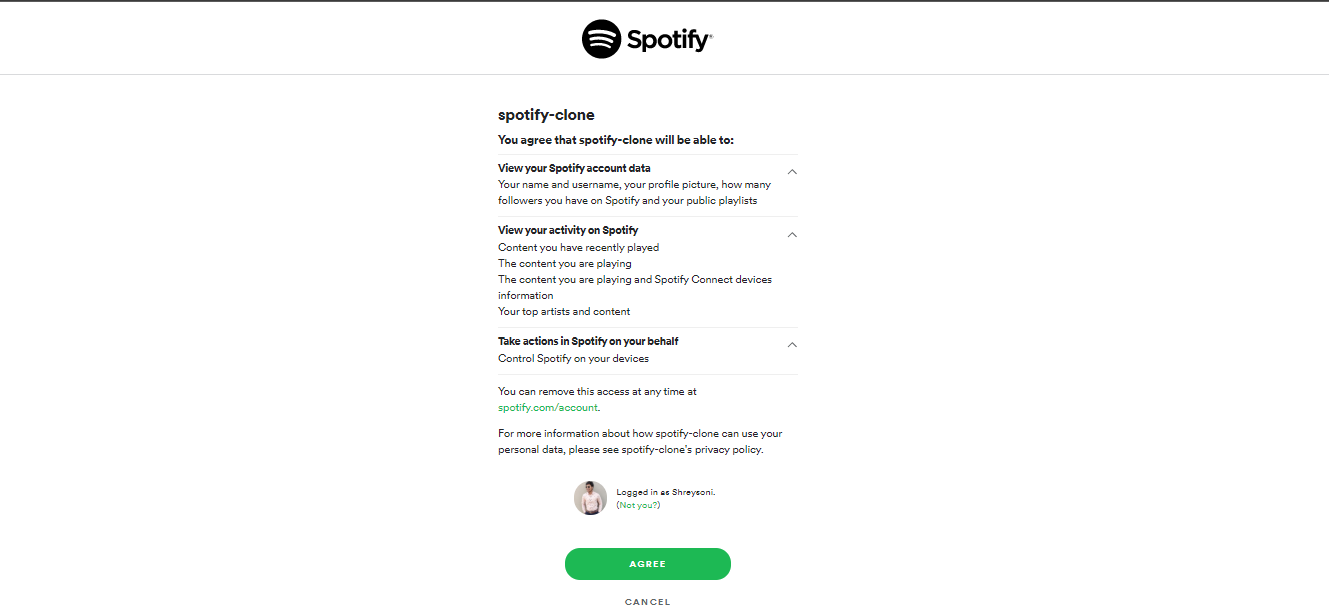 Spotify®
spotify-clone
You agree that spotify-clone will be able to:
View your Spotify account data
Your name and username, your profile picture, how many
followers you have on Spotify and your public playlists
View your activity on Spotify
Content you have recently played
The content you are playing
The content you are playing and Spotify Connect devices
information
Your top artists and content
Take actions in Spotify on your behalf
Control Spotify on your devices
You can remove this access at any time at
spotify.com/account.
For more information about how spotify-clone can use your
personal data, please see spotify-clone's privacy policy.
Logged in as Shreysoni.
(Not you?)
AGREE
CANCEL